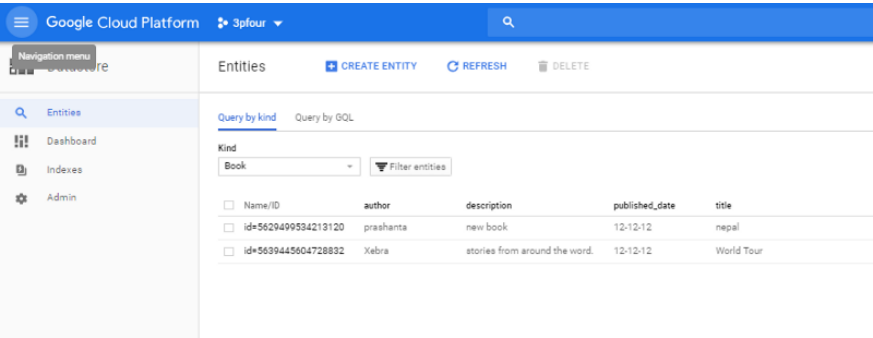 Google Cloud Platform 3pfour
Navigation menu
Entities CREATE ENTITY REFRESH DELETE
Entities
Dashboard
Indexes
Admin
Query by kind Query by GQL
Kind
Book Filter entities
Name/ID author description published_date title
id=5629499534213120 prashanta new book 12-12-12 nepal
id=5639445604728832 Xebra stories from around the word. 12-12-12 World Tour